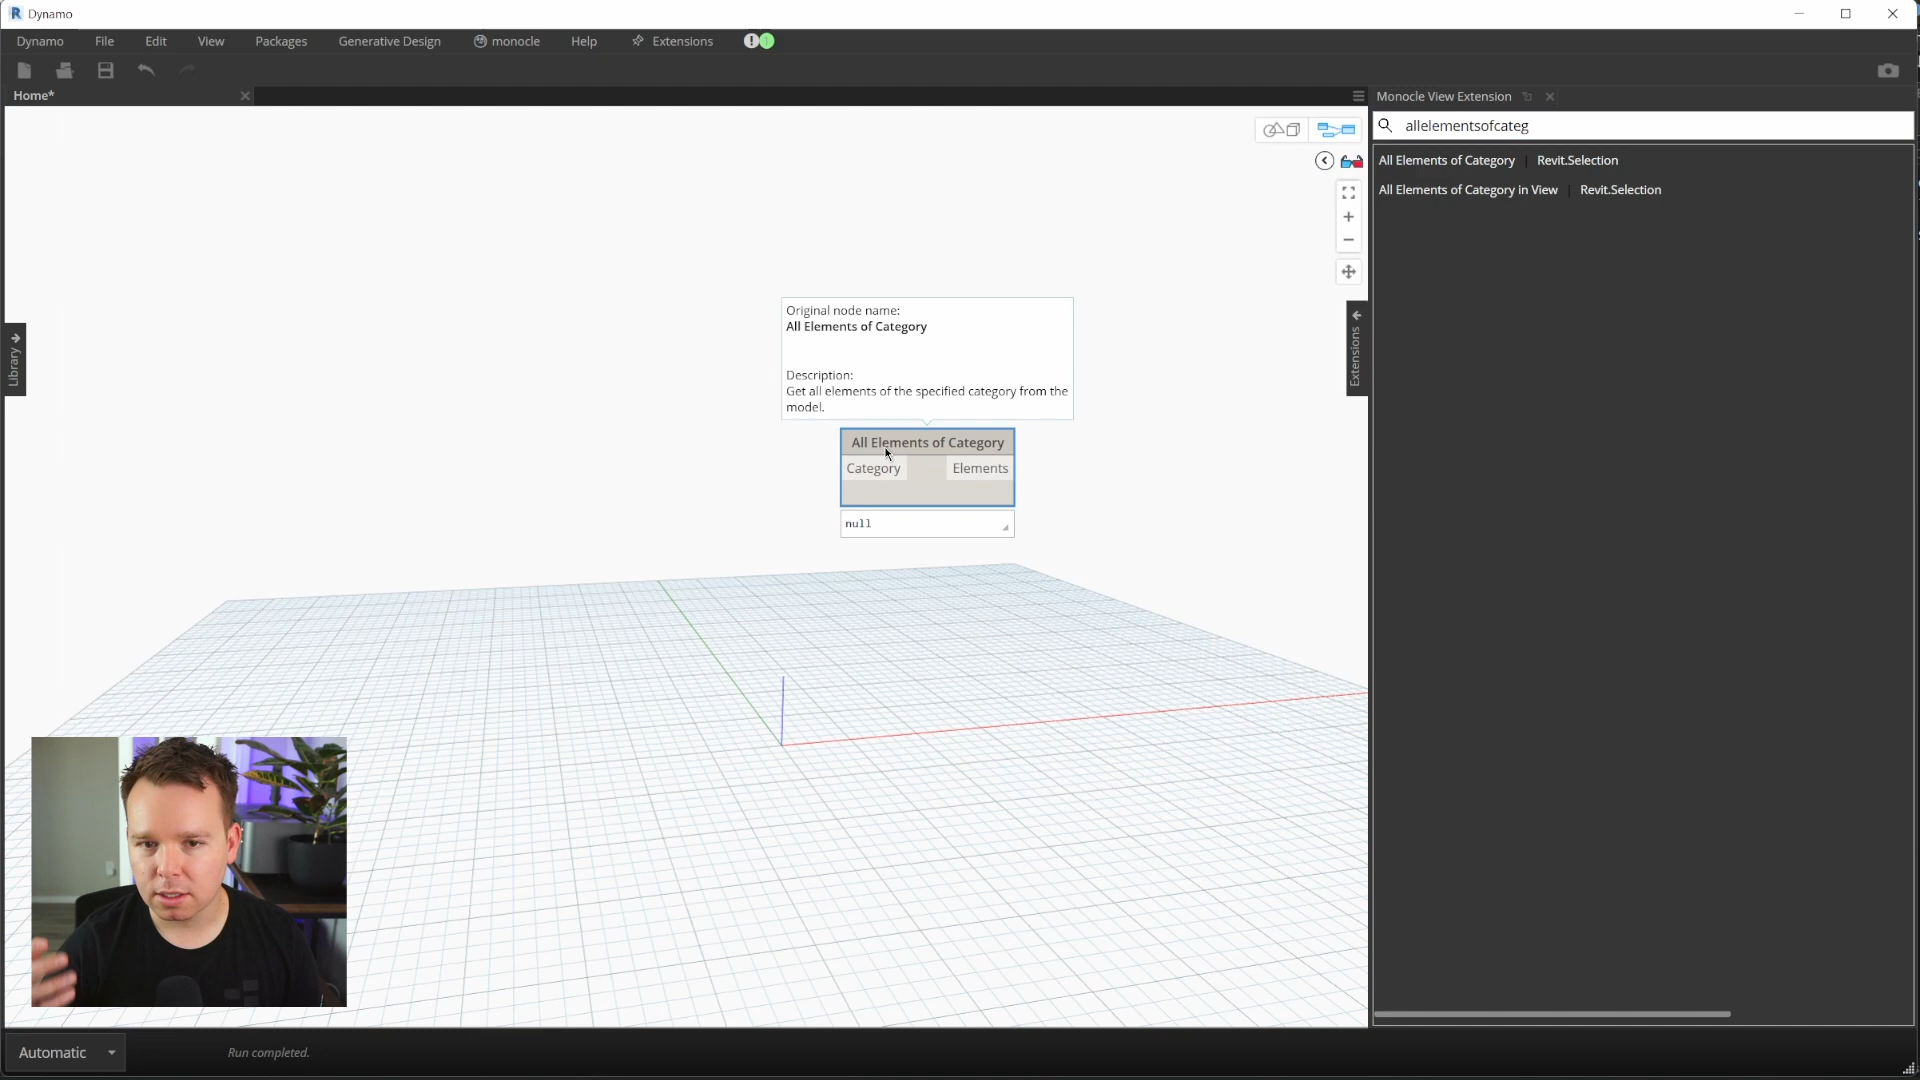 Dynamo
Dynamo File Edit View Packages Generative Design monocle Help Extensions
Home*
Monocle View Extension
allelementsofcateg
All Elements of Category | Revit.Selection
All Elements of Category in View | Revit.Selection
Original node name:
All Elements of Category
Description:
Get all elements of the specified category from the
model.
Library
Extensions
All Elements of Category
Category Elements
null
Automatic
Run completed.